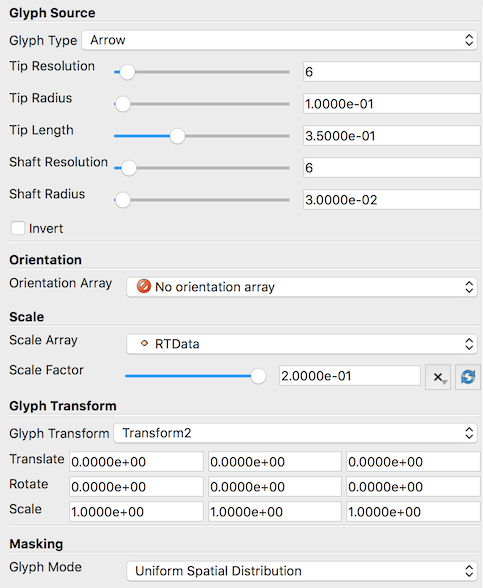 Glyph Source
Glyph Type Arrow
Tip Resolution 6
Tip Radius 1.0000e-01
Tip Length 3.5000e-01
Shaft Resolution 6
Shaft Radius 3.0000e-02
Invert
Orientation
Orientation Array No orientation array
Scale
Scale Array RTData
Scale Factor 2.0000e-01
Glyph Transform
Glyph Transform Transform2
Translate 0.0000e+00 0.0000e+00 0.0000e+00
Rotate 0.0000e+00 0.0000e+00 0.0000e+00
Scale 1.0000e+00 1.0000e+00 1.0000e+00
Masking
Glyph Mode Uniform Spatial Distribution